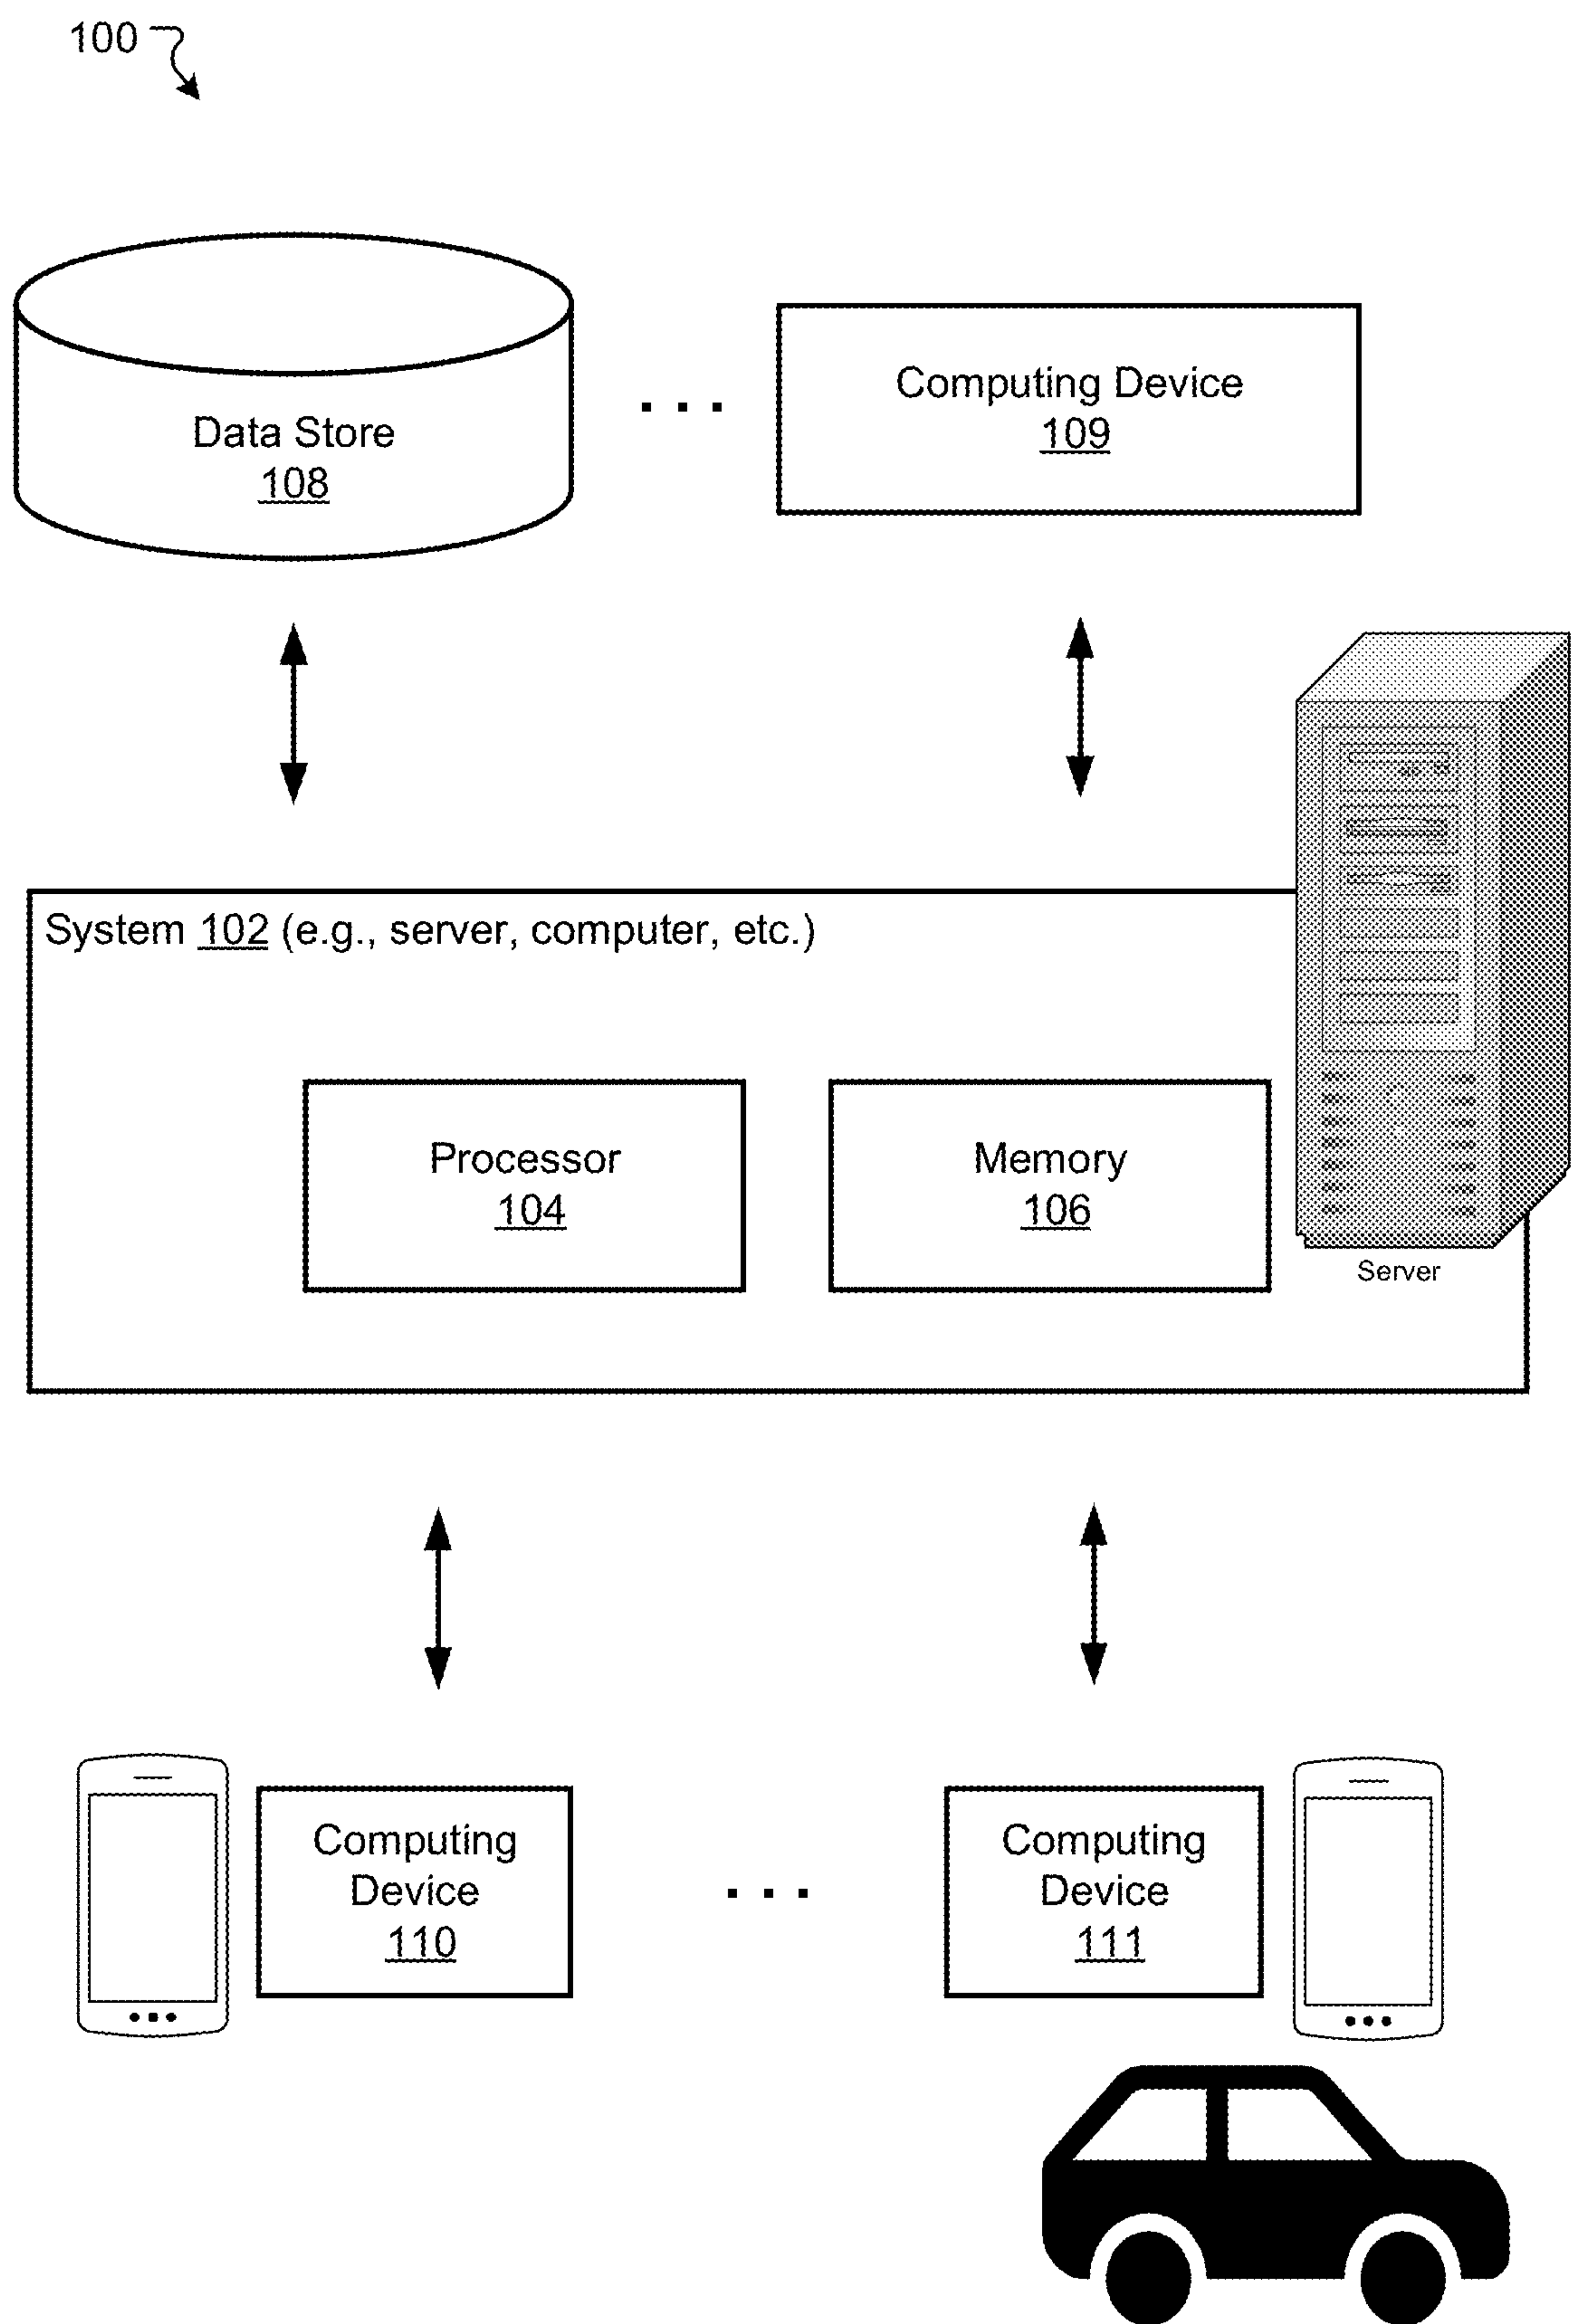 100
Data Store
108
. . .
Computing Device
109
System 102 (e.g., server, computer, etc.)
Processor
104
Memory
106
Server
Computing
Device
110
. . .
Computing
Device
111